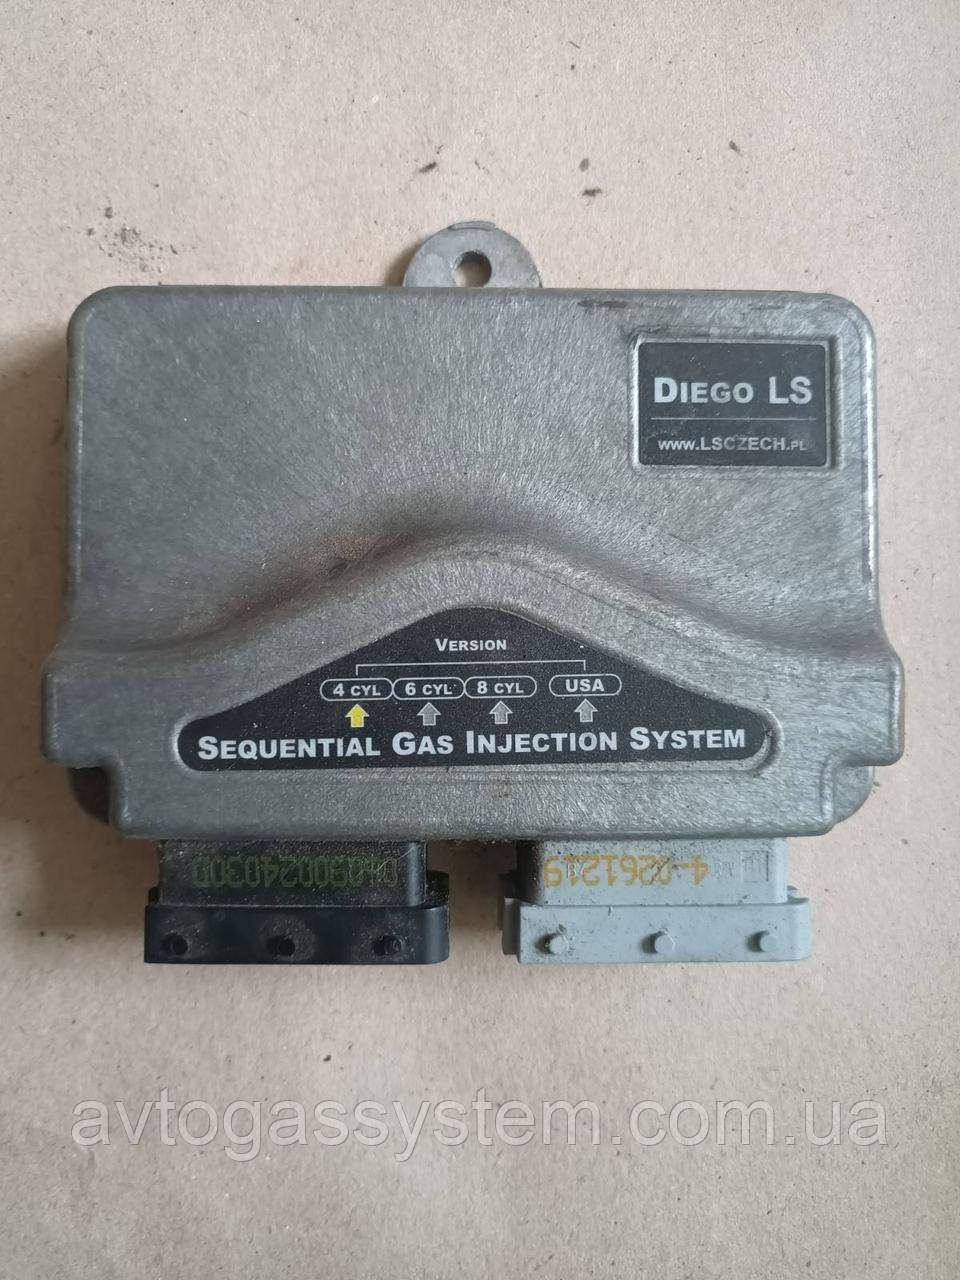 DIEGO LS
WWW.LSCZECH.PL
VERSION
4 CYL 6 CYL 8 CYL USA
SEQUENTIAL GAS INJECTION SYSTEM
4-0261219
avtogassystem.com.ua